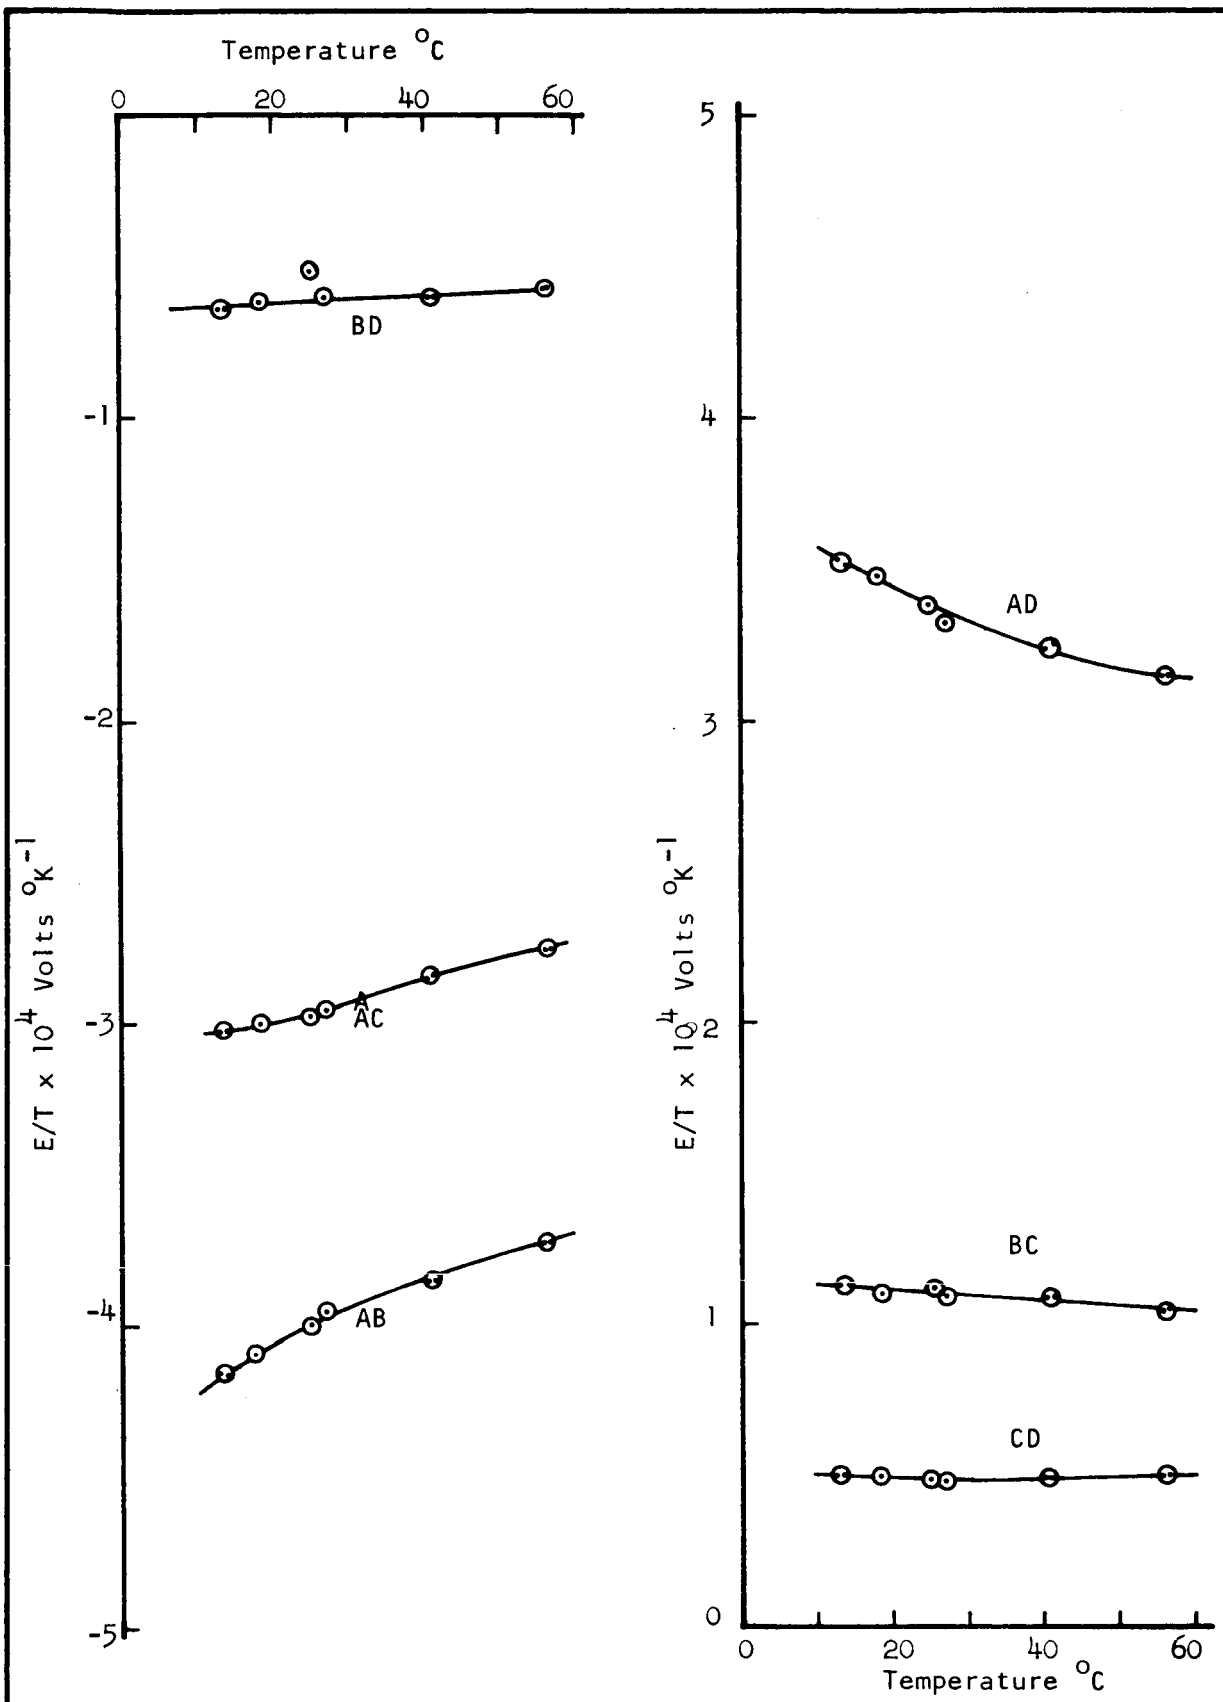 Temperature °C
0 20 40 60
BD
-1
-2
E/T x 10⁴ Volts °K⁻¹
A
AC
-3
-4
AB
-5
5
4
AD
3
E/T x 10⁴ Volts °K⁻¹
2
BC
1
CD
0
0 20 40 60
Temperature °C